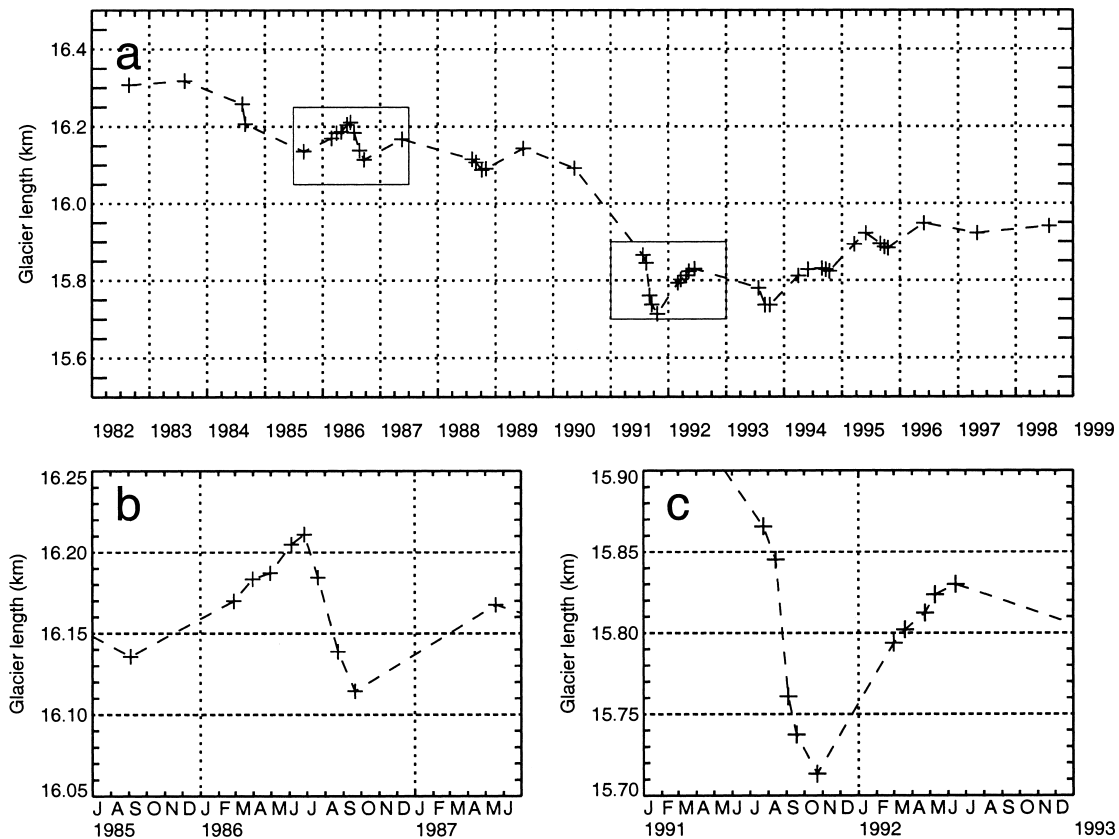 a
16.4
16.2
16.0
15.8
15.6
Glacier length (km)
1982 1983 1984 1985 1986 1987 1988 1989 1990 1991 1992 1993 1994 1995 1996 1997 1998 1999
b
16.25
16.20
16.15
16.10
16.05
Glacier length (km)
J A S O N D J F M A M J J A S O N D J F M A M J
1985 1986 1987
c
15.90
15.85
15.80
15.75
15.70
Glacier length (km)
J F M A M J J A S O N D J F M A M J J A S O N D
1991 1992 1993